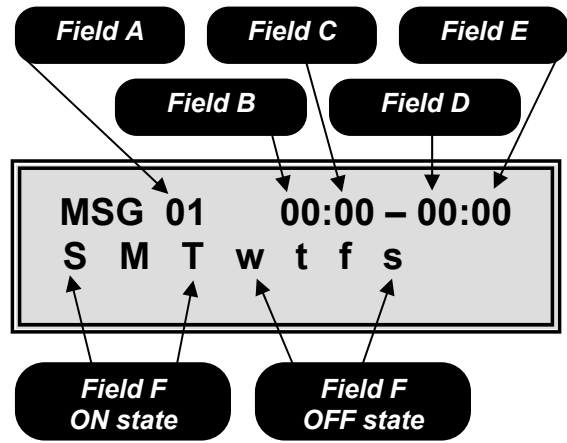 Field A
Field C
Field E
Field B
Field D
MSG 01 00:00 – 00:00
S M T w t f s
Field F
ON state
Field F
OFF state